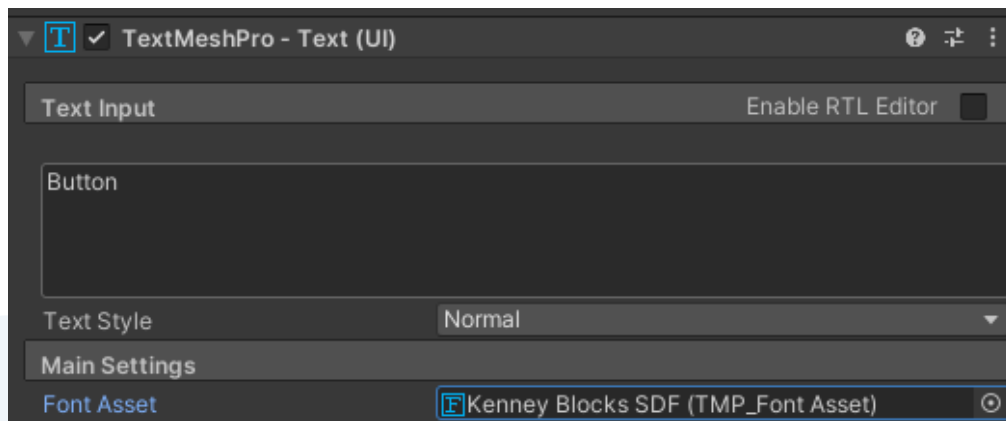 TextMeshPro - Text (UI)
Text Input Enable RTL Editor
Button
Text Style Normal
Main Settings
Font Asset Kenney Blocks SDF (TMP_Font Asset)